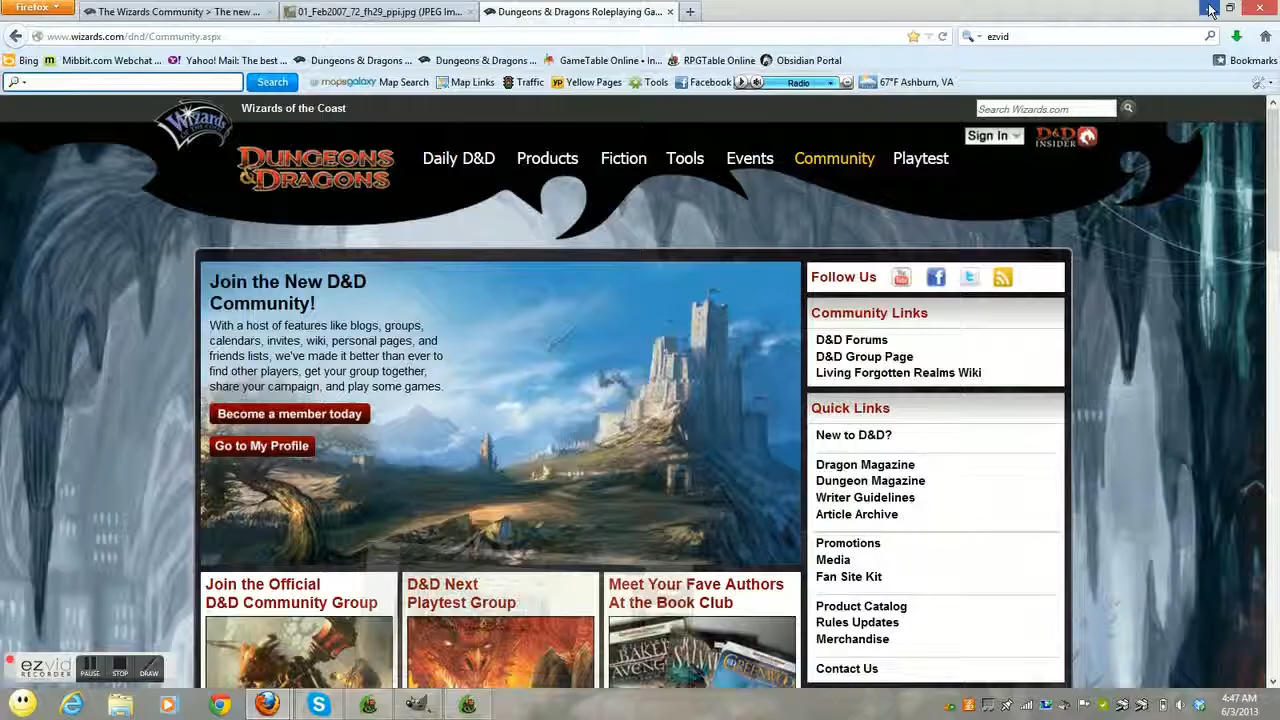 Firefox
The Wizards Community > The new ...
01_Feb2007_72_fh29_ppi.jpg (JPEG Im...
Dungeons & Dragons Roleplaying Ga...
www.wizards.com/dnd/Community.aspx
ezvid
Bing
Mibbit.com Webchat ...
Yahoo! Mail: The best ...
Dungeons & Dragons ...
Dungeons & Dragons ...
GameTable Online • In...
RPGTable Online
Obsidian Portal
Bookmarks
Search
mapsgalaxy
Map Search
Map Links
Traffic
Yellow Pages
Tools
Facebook
Radio
67°F Ashburn, VA
Wizards of the Coast
Search Wizards.com
Wizards
Sign In
D&D
INSIDER
DUNGEONS
& DRAGONS
Daily D&D
Products
Fiction
Tools
Events
Community
Playtest
Join the New D&D
Community!
With a host of features like blogs, groups,
calendars, invites, wiki, personal pages, and
friends lists, we've made it better than ever to
find other players, get your group together,
share your campaign, and play some games.
Become a member today
Go to My Profile
Follow Us
Community Links
D&D Forums
D&D Group Page
Living Forgotten Realms Wiki
Quick Links
New to D&D?
Dragon Magazine
Dungeon Magazine
Writer Guidelines
Article Archive
Promotions
Media
Fan Site Kit
Product Catalog
Rules Updates
Merchandise
Contact Us
Join the Official
D&D Community Group
D&D Next
Playtest Group
Meet Your Fave Authors
At the Book Club
ezvid
RECORDER
PAUSE
STOP
DRAW
4:47 AM
6/3/2013